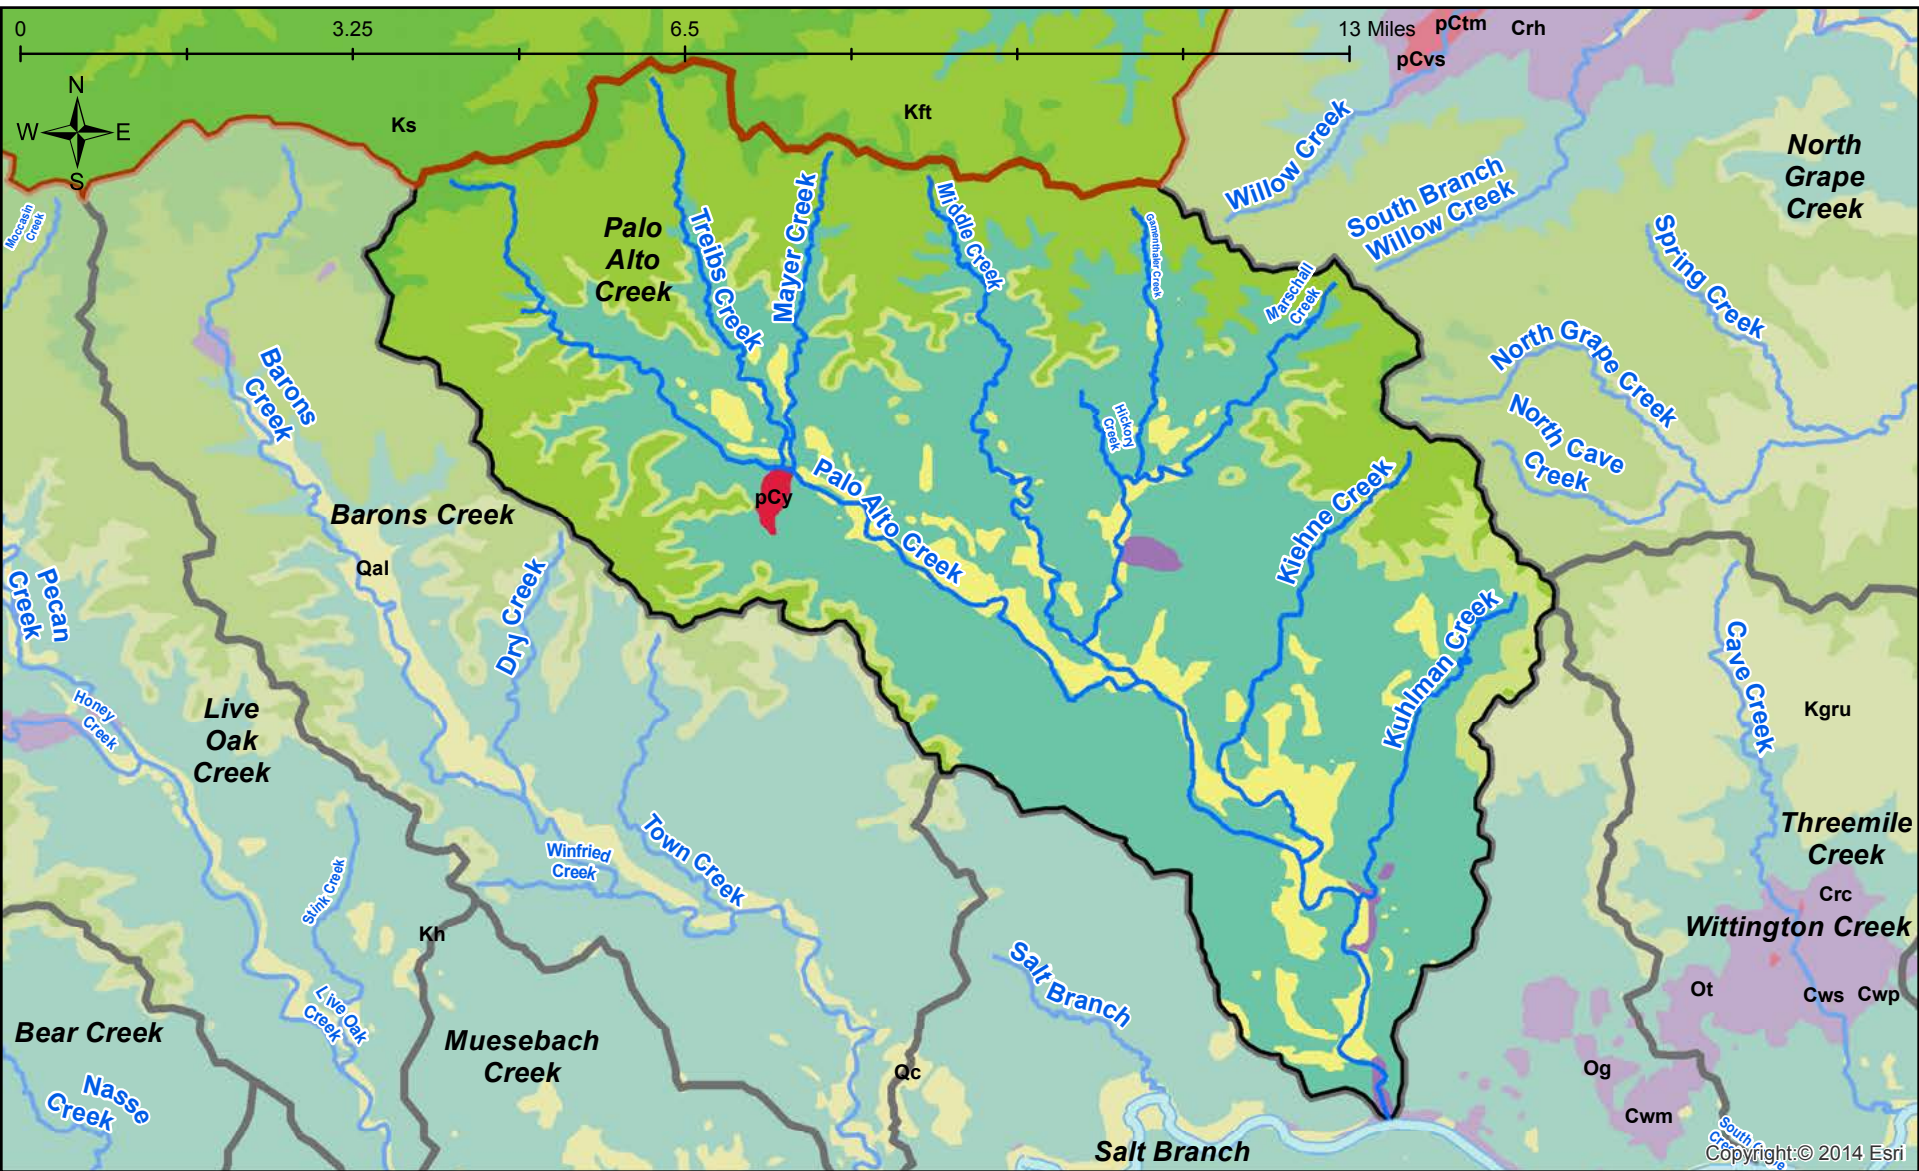 0
3.25
6.5
13 Miles
pCtm
Crh
pCvs
N
W
E
S
Ks
Kft
North
Grape
Creek
Willow Creek
South Branch
Willow Creek
Moccasin
Creek
Palo
Alto
Creek
Treibs Creek
Mayer Creek
Middle Creek
Gamenthaler Creek
Marschall
Creek
Spring Creek
North Grape Creek
North Cave
Creek
Barons
Creek
Hickory
Creek
Barons Creek
pCy
Palo Alto Creek
Kiehne Creek
Qal
Pecan
Creek
Dry Creek
Kuhlman Creek
Cave Creek
Kgru
Honey
Creek
Live
Oak
Creek
Threemile
Creek
Winfried
Creek
Town Creek
Stink Creek
Crc
Wittington Creek
Kh
Salt Branch
Ot
Cws
Cwp
Live Oak
Creek
Bear Creek
Muesebach
Creek
Qc
Og
Nasse
Creek
Cwm
Salt Branch
South
Copyright:© 2014 Esri